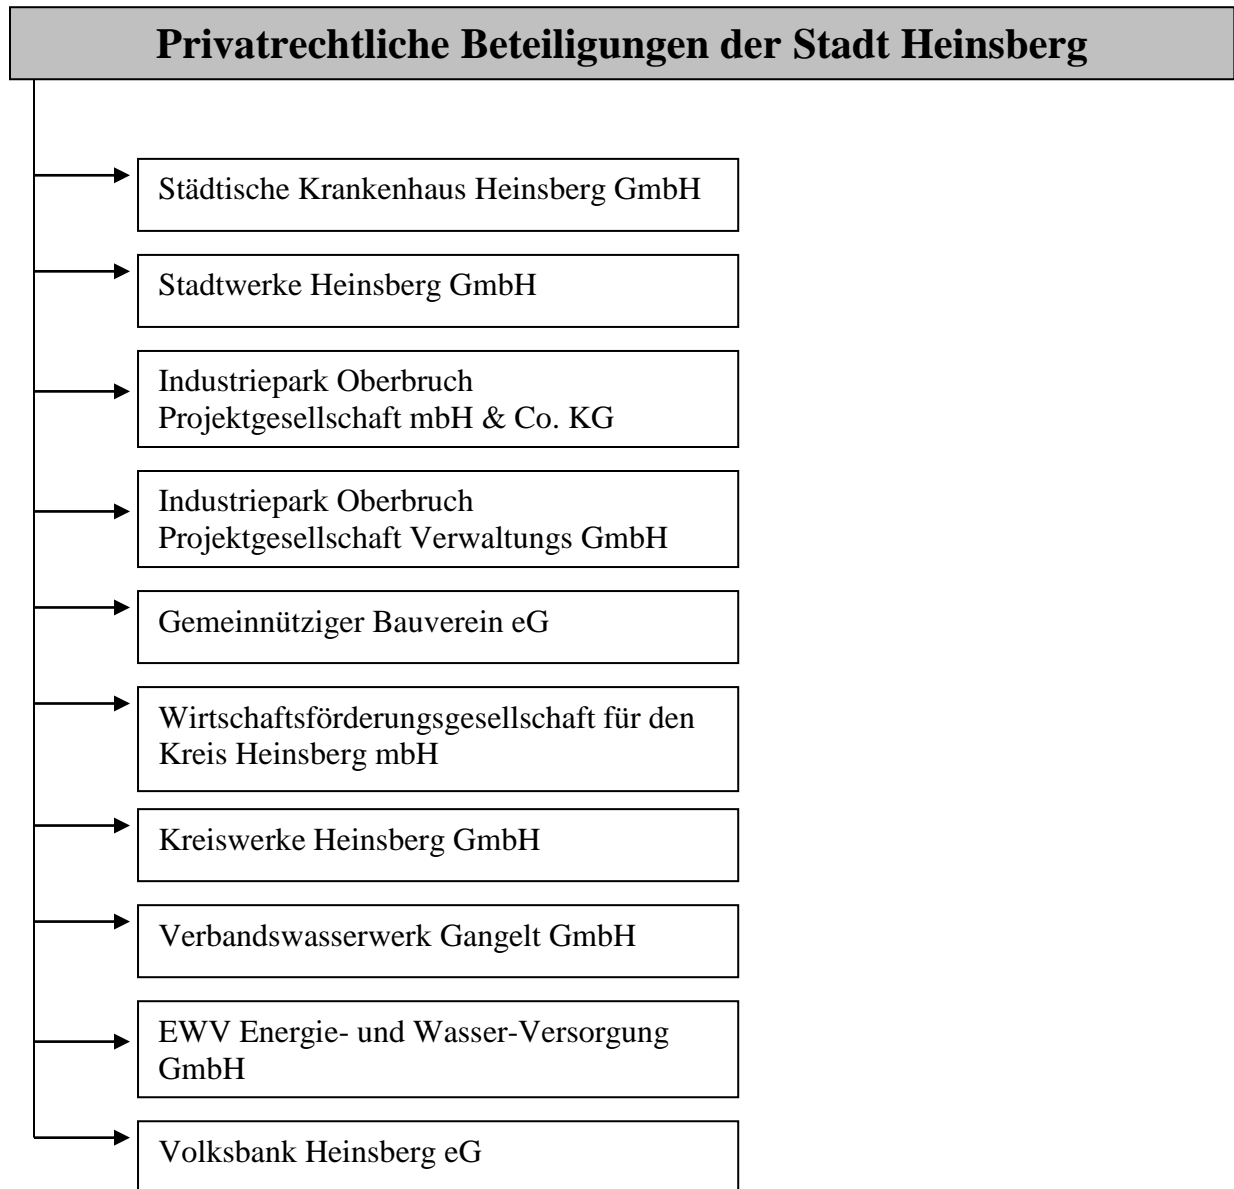 Privatrechtliche Beteiligungen der Stadt Heinsberg
Städtische Krankenhaus Heinsberg GmbH
Stadtwerke Heinsberg GmbH
Industriepark Oberbruch
Projektgesellschaft mbH & Co. KG
Industriepark Oberbruch
Projektgesellschaft Verwaltungs GmbH
Gemeinnütziger Bauverein eG
Wirtschaftsförderungsgesellschaft für den
Kreis Heinsberg mbH
Kreiswerke Heinsberg GmbH
Verbandswasserwerk Gangelt GmbH
EWV Energie- und Wasser-Versorgung
GmbH
Volksbank Heinsberg eG